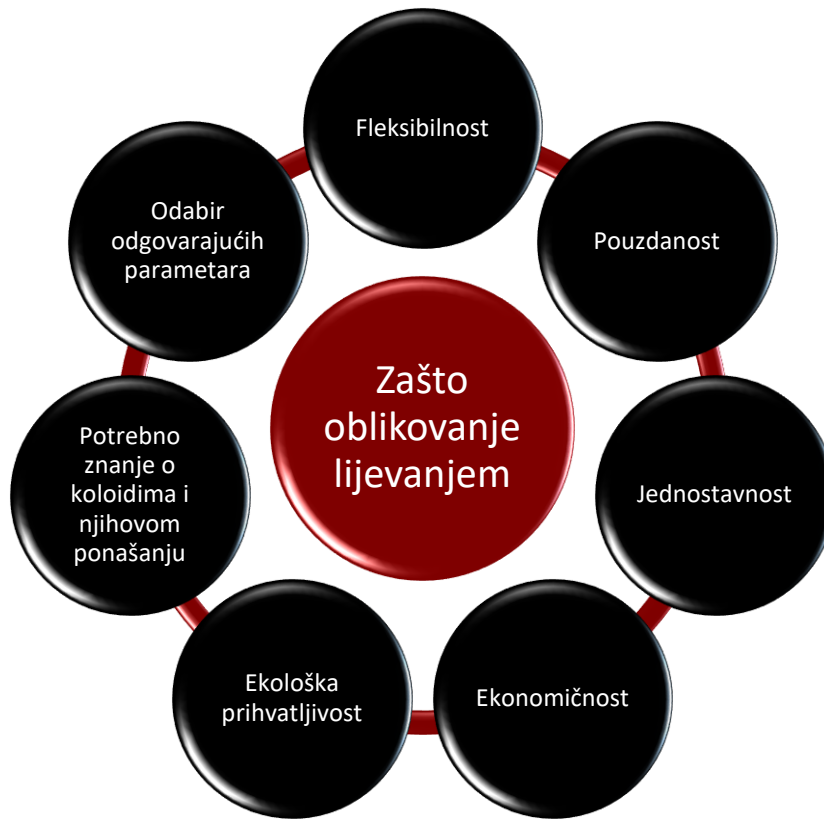 Fleksibilnost
Pouzdanost
Jednostavnost
Ekonomičnost
Ekološka
prihvatljivost
Potrebno
znanje o
koloidima i
njihovom
ponašanju
Odabir
odgovarajućih
parametara
Zašto
oblikovanje
lijevanjem